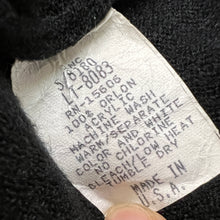 INC
S/8160
LT-8083
RN-15606
100% ORLON
ACRYLIC
MACHINE WASH
WARM/SEPARATE
AND WHITE
NO CHLORINE
BLEACH/LOW HEAT
TUMBLE DRY
MADE IN
U.S.A.